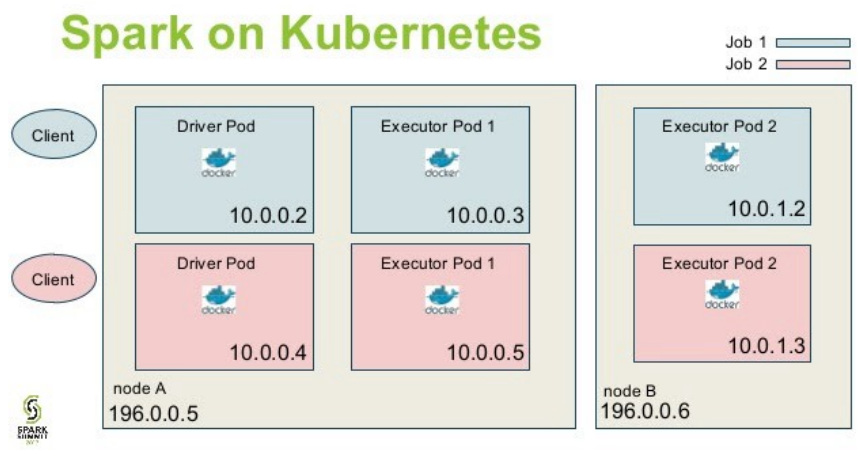 Spark on Kubernetes
Job 1
Job 2
Client
Driver Pod
docker
10.0.0.2
Executor Pod 1
docker
10.0.0.3
Executor Pod 2
docker
10.0.1.2
Client
Driver Pod
docker
10.0.0.4
Executor Pod 1
docker
10.0.0.5
Executor Pod 2
docker
10.0.1.3
node A
196.0.0.5
node B
196.0.0.6
SPARK
SUMMIT